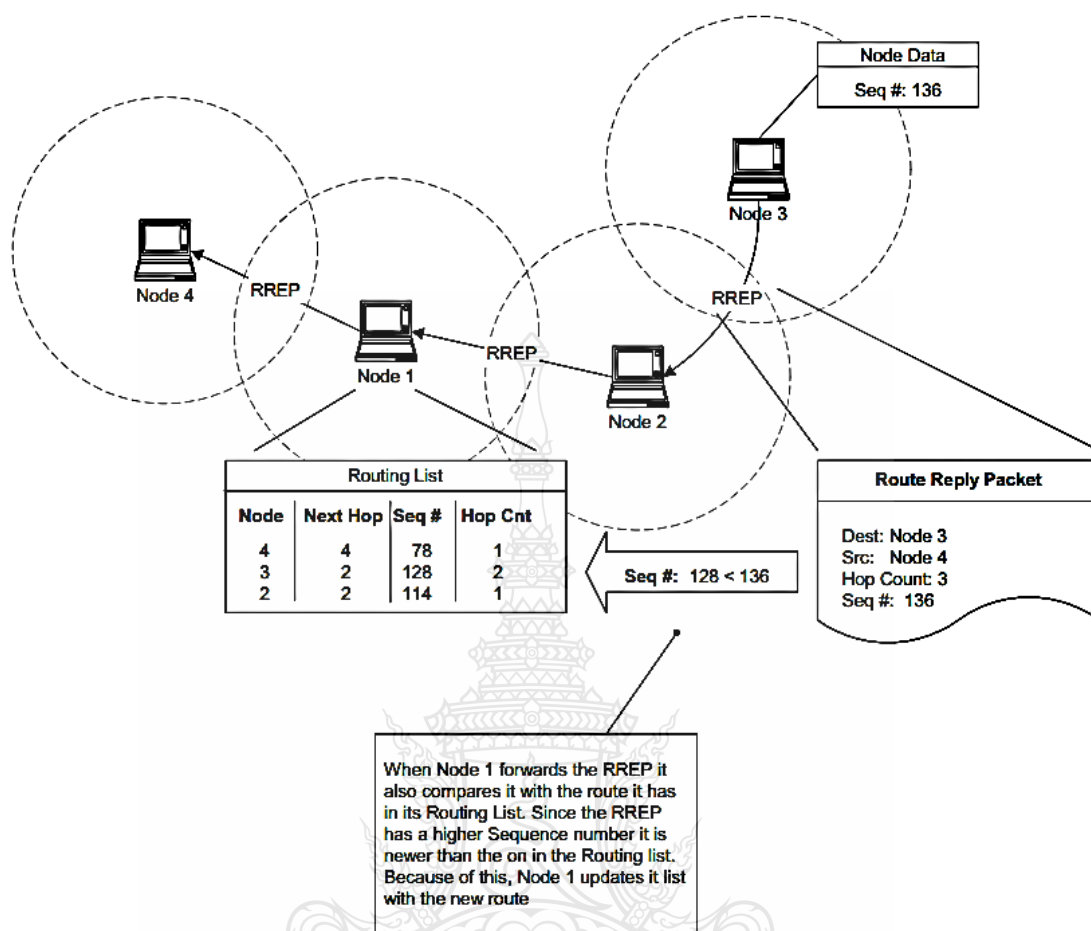 Node Data
Seq #: 136
Node 3
Node 4
RREP
RREP
Node 1
RREP
Node 2
Routing List
Node Next Hop Seq # Hop Cnt
4 4 78 1
3 2 128 2
2 2 114 1
Seq #: 128 < 136
Route Reply Packet
Dest: Node 3
Src: Node 4
Hop Count: 3
Seq #: 136
When Node 1 forwards the RREP it
also compares it with the route it has
in its Routing List. Since the RREP
has a higher Sequence number it is
newer than the on in the Routing list.
Because of this, Node 1 updates it list
with the new route